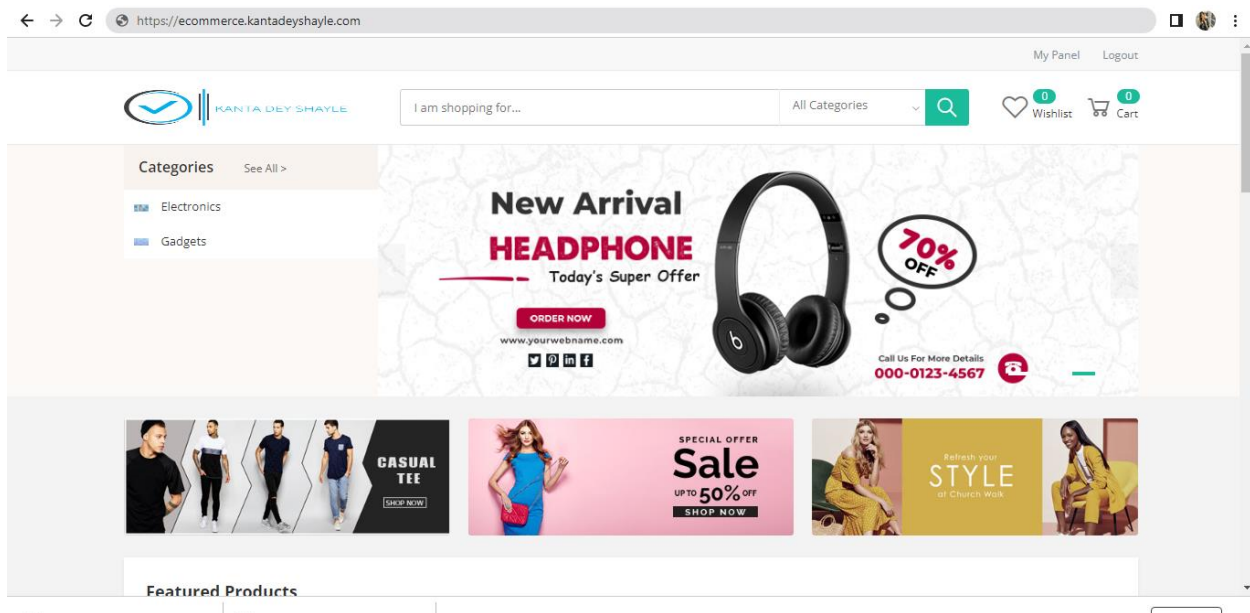 https://ecommerce.kantadeyshayle.com
My Panel Logout
KANTA DEY SHAYLE
I am shopping for...
All Categories
0
Wishlist
0
Cart
Categories See All >
Electronics
Gadgets
New Arrival
HEADPHONE
Today's Super Offer
ORDER NOW
www.yourwebname.com
b
70%
OFF
Call Us For More Details
000-0123-4567
CASUAL
TEE
SHOP NOW
SPECIAL OFFER
Sale
UP TO 50% OFF
SHOP NOW
Refresh your
STYLE
at Church Walk
Featured Products